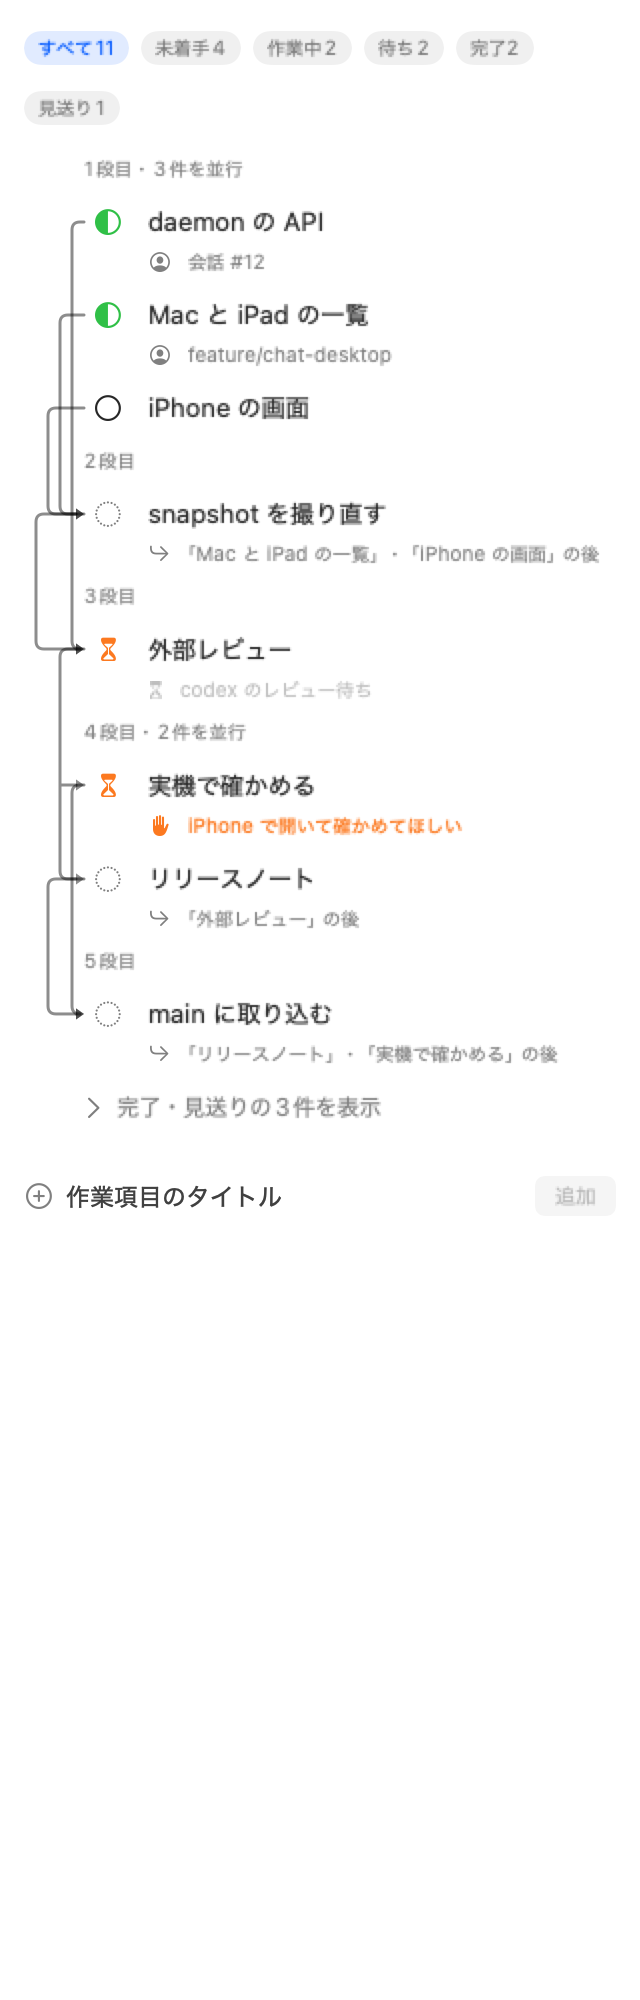 すべて 11 未着手 4 作業中 2 待ち 2 完了 2
見送り 1
1段目・3件を並行
daemon の API
会話 #12
Mac と iPad の一覧
feature/chat-desktop
iPhone の画面
2段目
snapshot を撮り直す
「Mac と iPad の一覧」・「iPhone の画面」の後
3段目
外部レビュー
codex のレビュー待ち
4段目・2件を並行
実機で確かめる
iPhone で開いて確かめてほしい
リリースノート
「外部レビュー」の後
5段目
main に取り込む
「リリースノート」・「実機で確かめる」の後
完了・見送りの3件を表示
作業項目のタイトル 追加